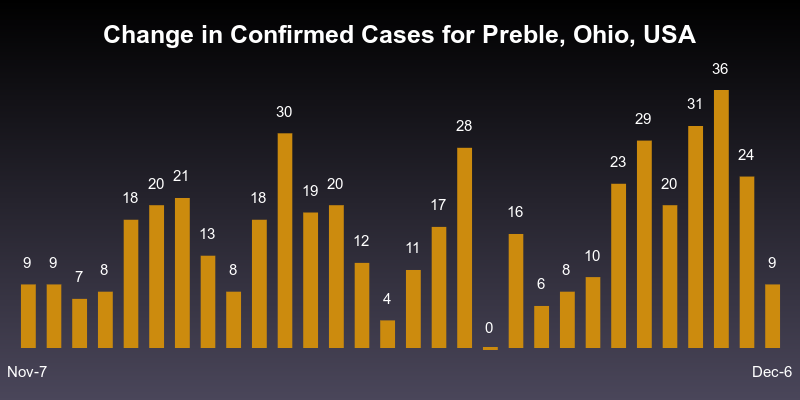 Change in Confirmed Cases for Preble, Ohio, USA
9 9 7 8 18 20 21 13 8 18 30 19 20 12 4 11 17 28 0 16 6 8 10 23 29 20 31 36 24 9
Nov-7 Dec-6